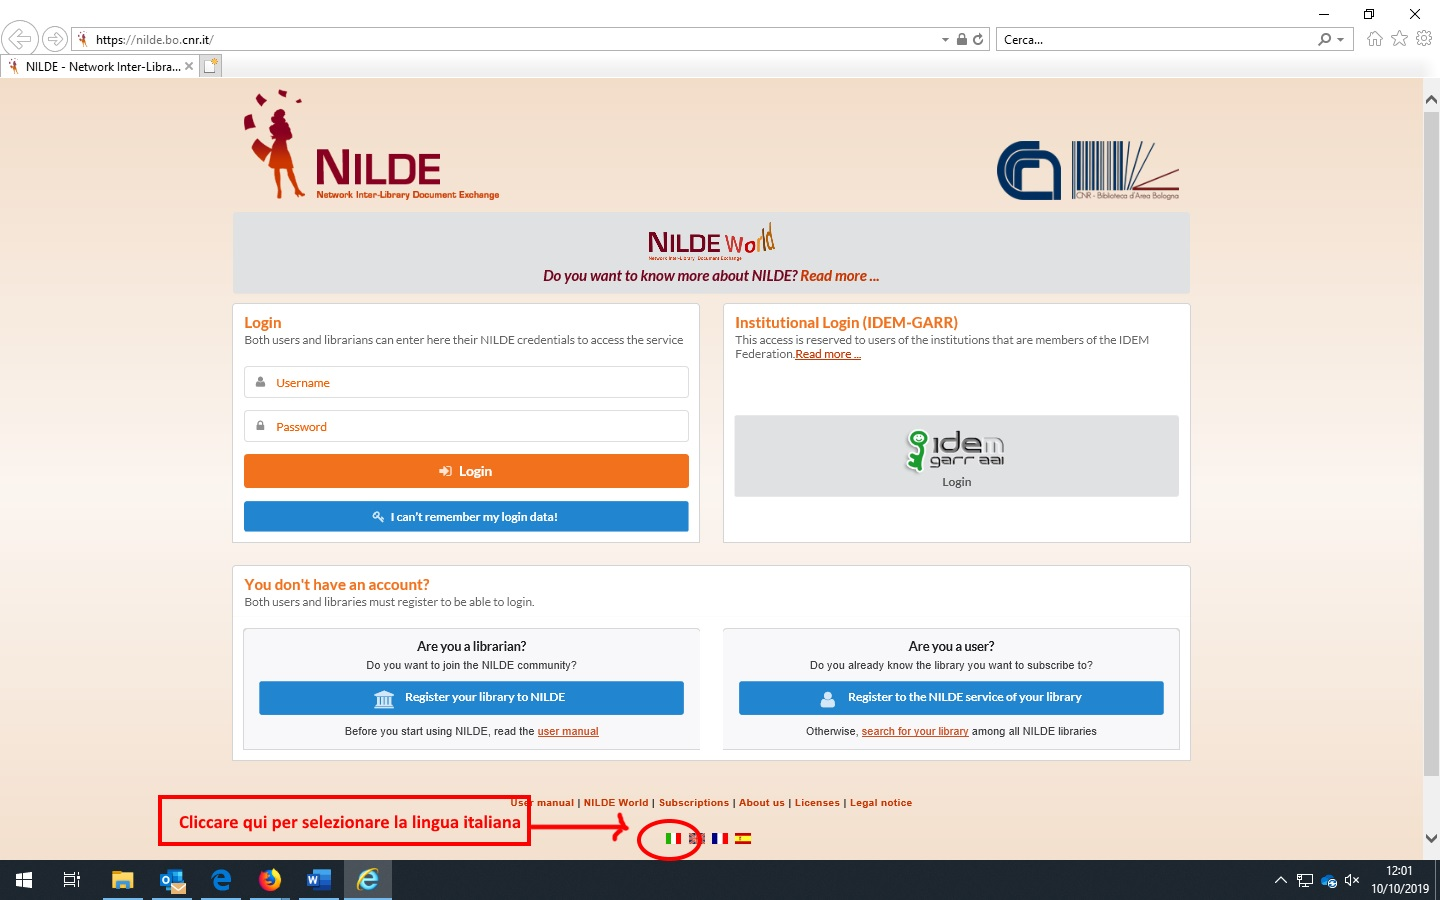 https://nilde.bo.cnr.it/
Cerca...
NILDE - Network Inter-Libra...
NILDE
Network Inter-Library Document Exchange
CNR - Biblioteca d'Area Bologna
NILDE World
Network Inter-Library Document Exchange
Do you want to know more about NILDE? Read more ...
Login
Both users and librarians can enter here their NILDE credentials to access the service
Username
Password
Login
I can't remember my login data!
Institutional Login (IDEM-GARR)
This access is reserved to users of the institutions that are members of the IDEM
Federation.Read more ...
idem
garr aai
Login
You don't have an account?
Both users and libraries must register to be able to login.
Are you a librarian?
Do you want to join the NILDE community?
Register your library to NILDE
Before you start using NILDE, read the user manual
Are you a user?
Do you already know the library you want to subscribe to?
Register to the NILDE service of your library
Otherwise, search for your library among all NILDE libraries
User manual | NILDE World | Subscriptions | About us | Licenses | Legal notice
Cliccare qui per selezionare la lingua italiana
12:01
10/10/2019